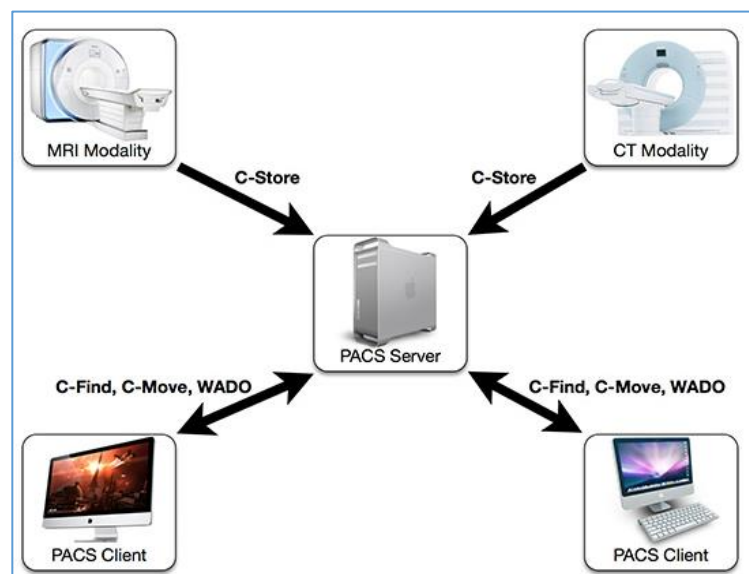 MRI Modality
CT Modality
C-Store
C-Store
PACS Server
C-Find, C-Move, WADO
C-Find, C-Move, WADO
PACS Client
PACS Client